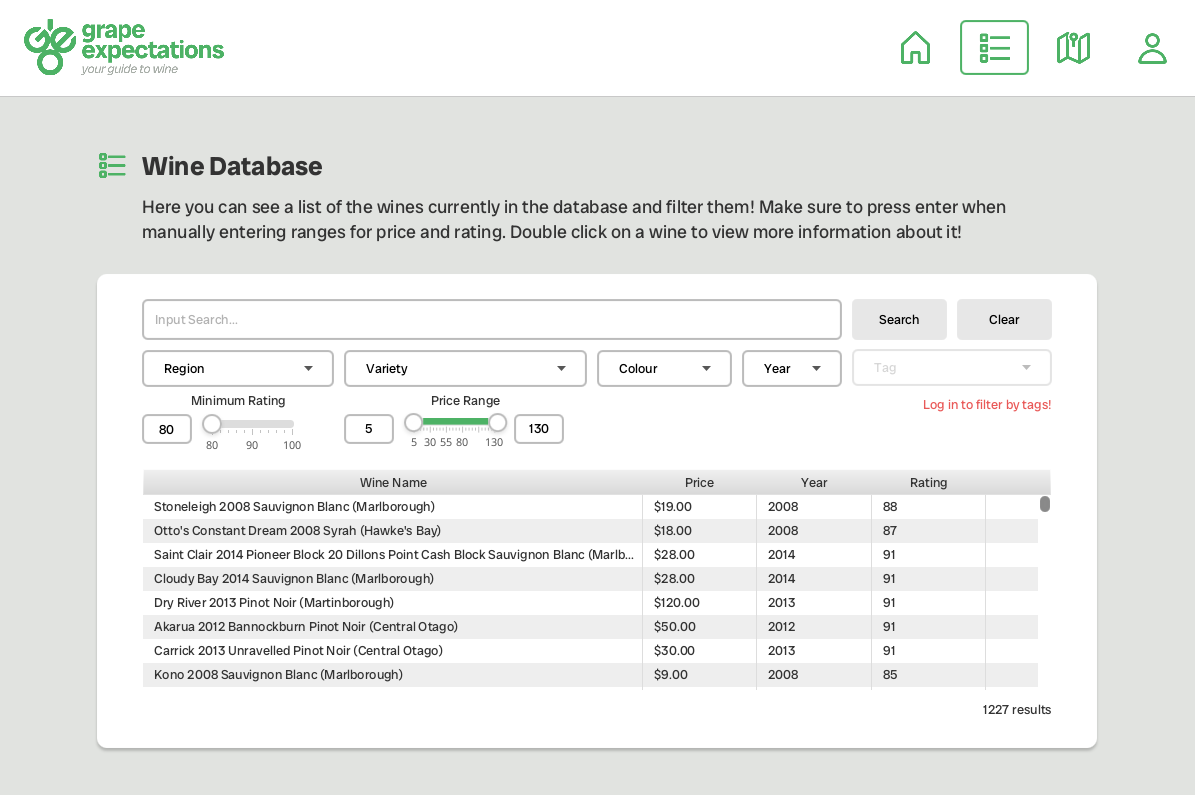 grape
expectations
your guide to wine
Wine Database
Here you can see a list of the wines currently in the database and filter them! Make sure to press enter when
manually entering ranges for price and rating. Double click on a wine to view more information about it!
Input Search...
Search
Clear
Region
Variety
Colour
Year
Tag
Minimum Rating
Price Range
Log in to filter by tags!
80
5
130
80 90 100
5 30 55 80 130
Wine Name Price Year Rating
Stoneleigh 2008 Sauvignon Blanc (Marlborough) $19.00 2008 88
Otto's Constant Dream 2008 Syrah (Hawke's Bay) $18.00 2008 87
Saint Clair 2014 Pioneer Block 20 Dillons Point Cash Block Sauvignon Blanc (Marlb... $28.00 2014 91
Cloudy Bay 2014 Sauvignon Blanc (Marlborough) $28.00 2014 91
Dry River 2013 Pinot Noir (Martinborough) $120.00 2013 91
Akarua 2012 Bannockburn Pinot Noir (Central Otago) $50.00 2012 91
Carrick 2013 Unravelled Pinot Noir (Central Otago) $30.00 2013 91
Kono 2008 Sauvignon Blanc (Marlborough) $9.00 2008 85
1227 results